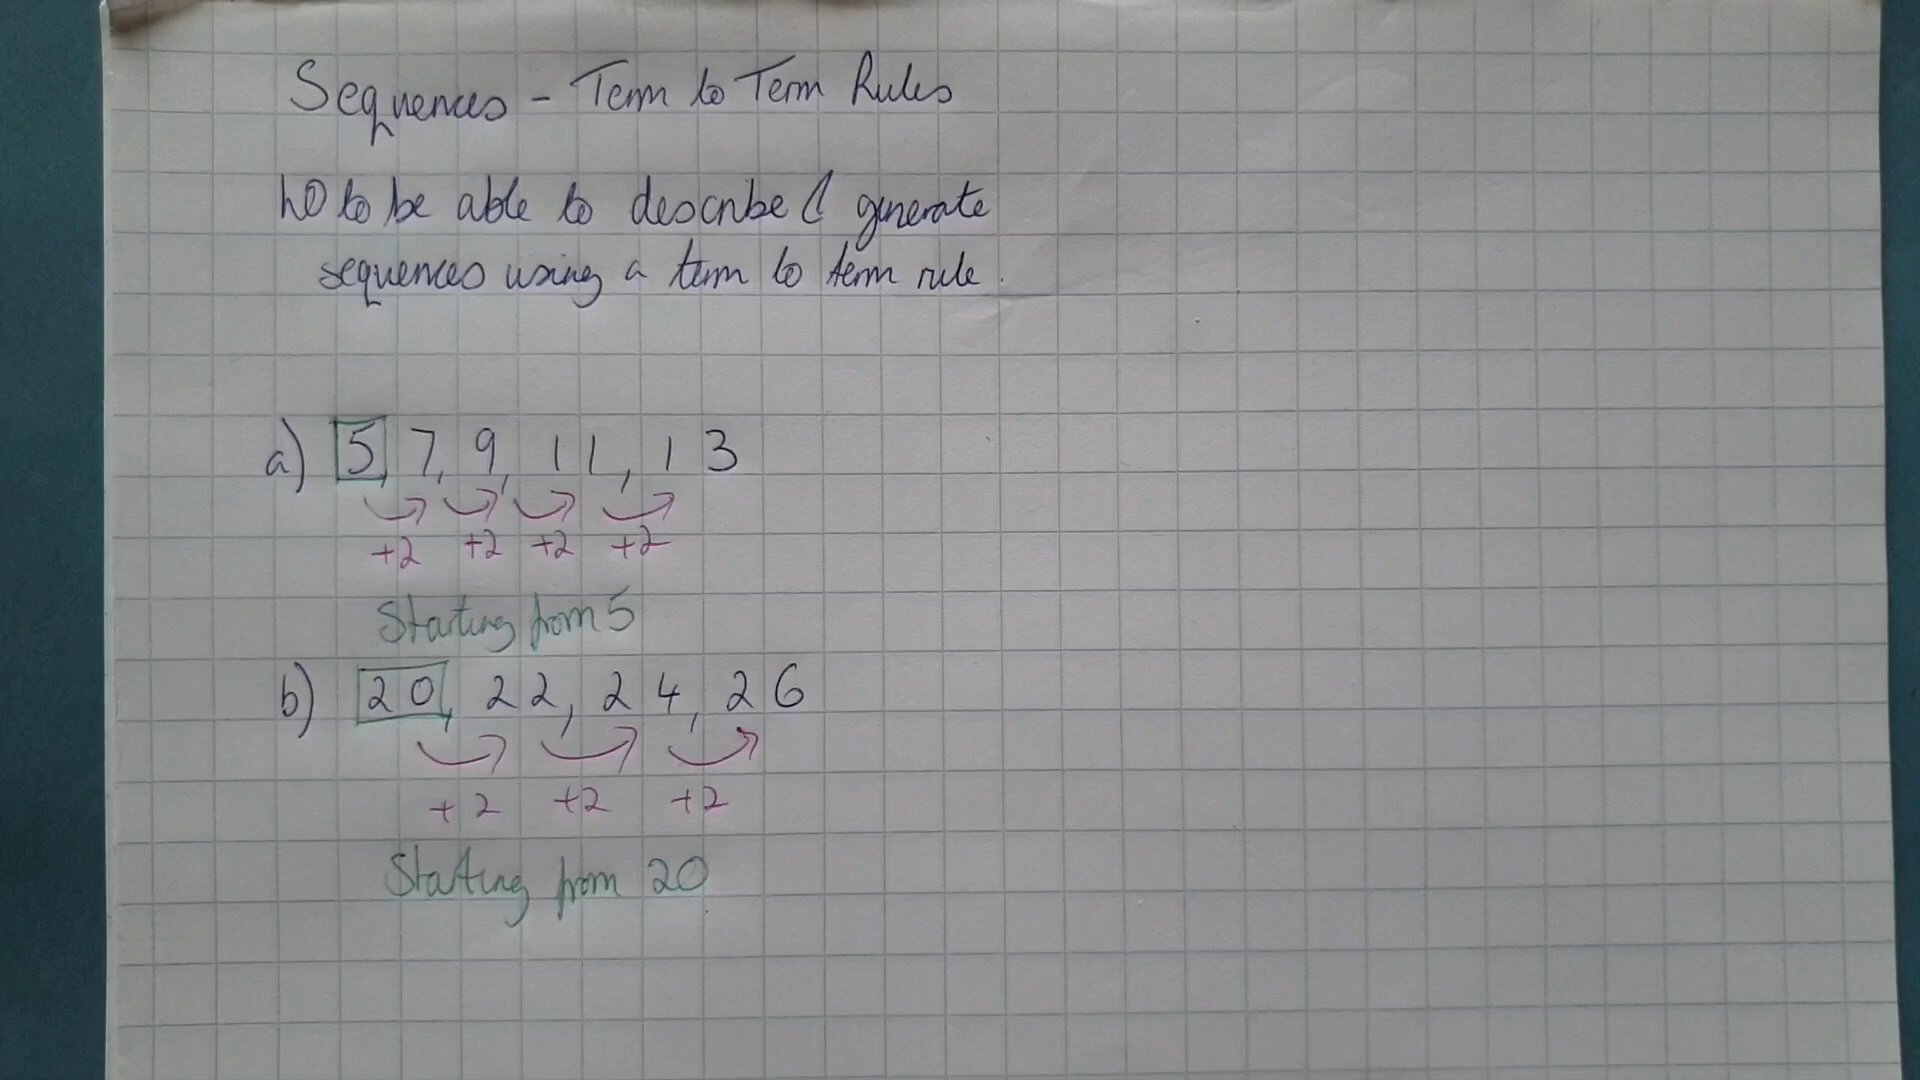 Sequences - Term to Term Rules
LO to be able to describe & generate
sequences using a term to term rule.
a) 5, 7, 9, 11, 13
+2 +2 +2 +2
Starting from 5
b) 20, 22, 24, 26
+2 +2 +2
Starting from 20